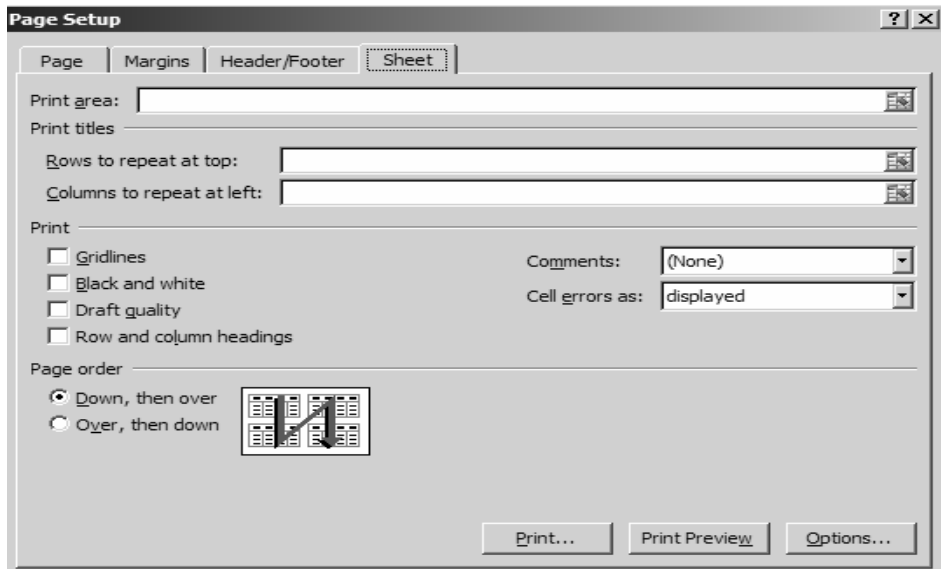 Page Setup
Page Margins Header/Footer Sheet
Print area:
Print titles
Rows to repeat at top:
Columns to repeat at left:
Print
Gridlines
Black and white
Draft quality
Row and column headings
Comments: (None)
Cell errors as: displayed
Page order
Down, then over
Over, then down
Print... Print Preview Options...